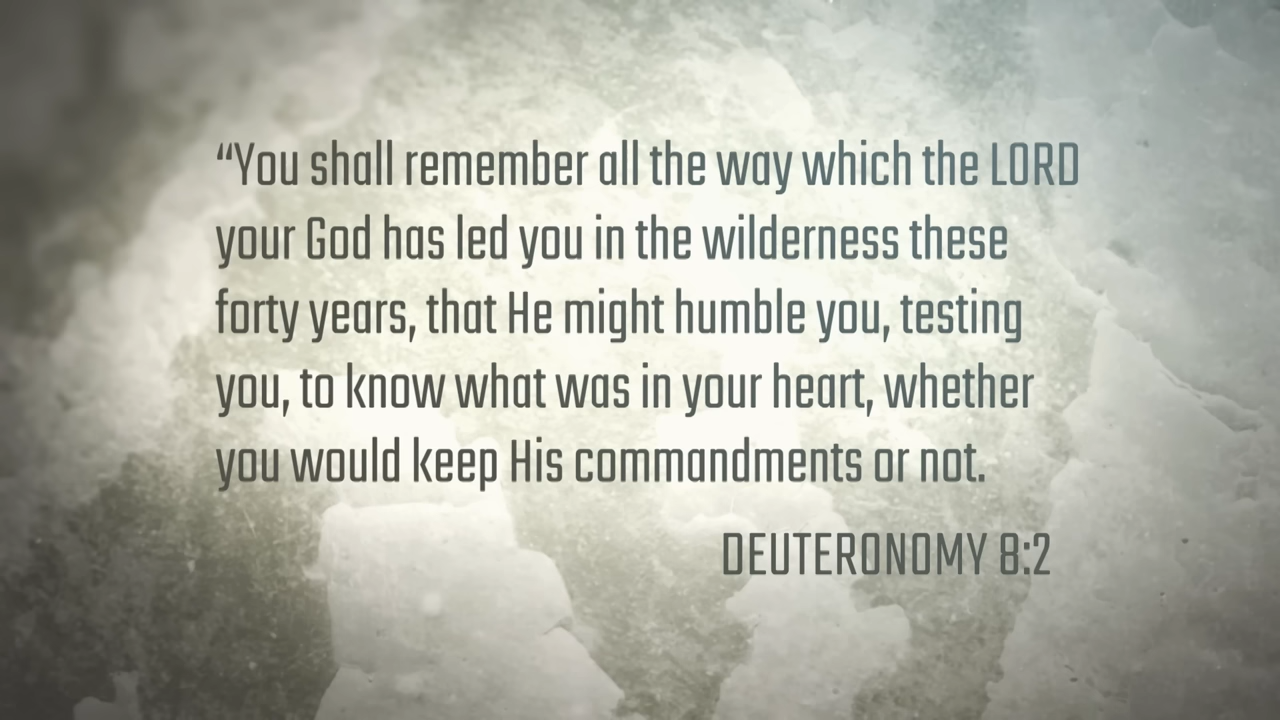 “You shall remember all the way which the LORD
your God has led you in the wilderness these
forty years, that He might humble you, testing
you, to know what was in your heart, whether
you would keep His commandments or not.
DEUTERONOMY 8:2